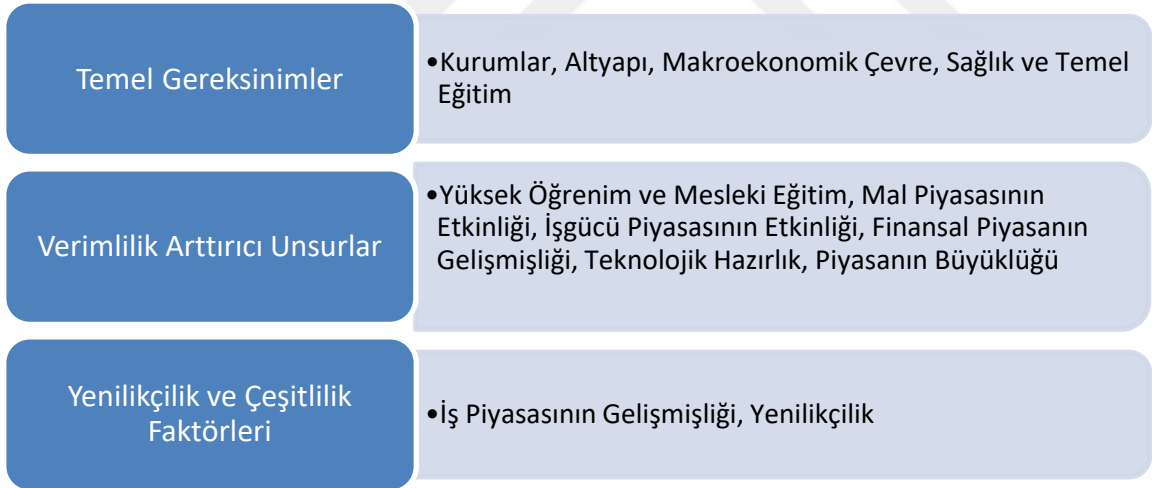 Temel Gereksinimler
•Kurumlar, Altyapı, Makroekonomik Çevre, Sağlık ve Temel
Eğitim
Verimlilik Arttırıcı Unsurlar
•Yüksek Öğrenim ve Mesleki Eğitim, Mal Piyasasının
Etkinliği, İşgücü Piyasasının Etkinliği, Finansal Piyasanın
Gelişmişliği, Teknolojik Hazırlık, Piyasanın Büyüklüğü
Yenilikçilik ve Çeşitlilik
Faktörleri
•İş Piyasasının Gelişmişliği, Yenilikçilik